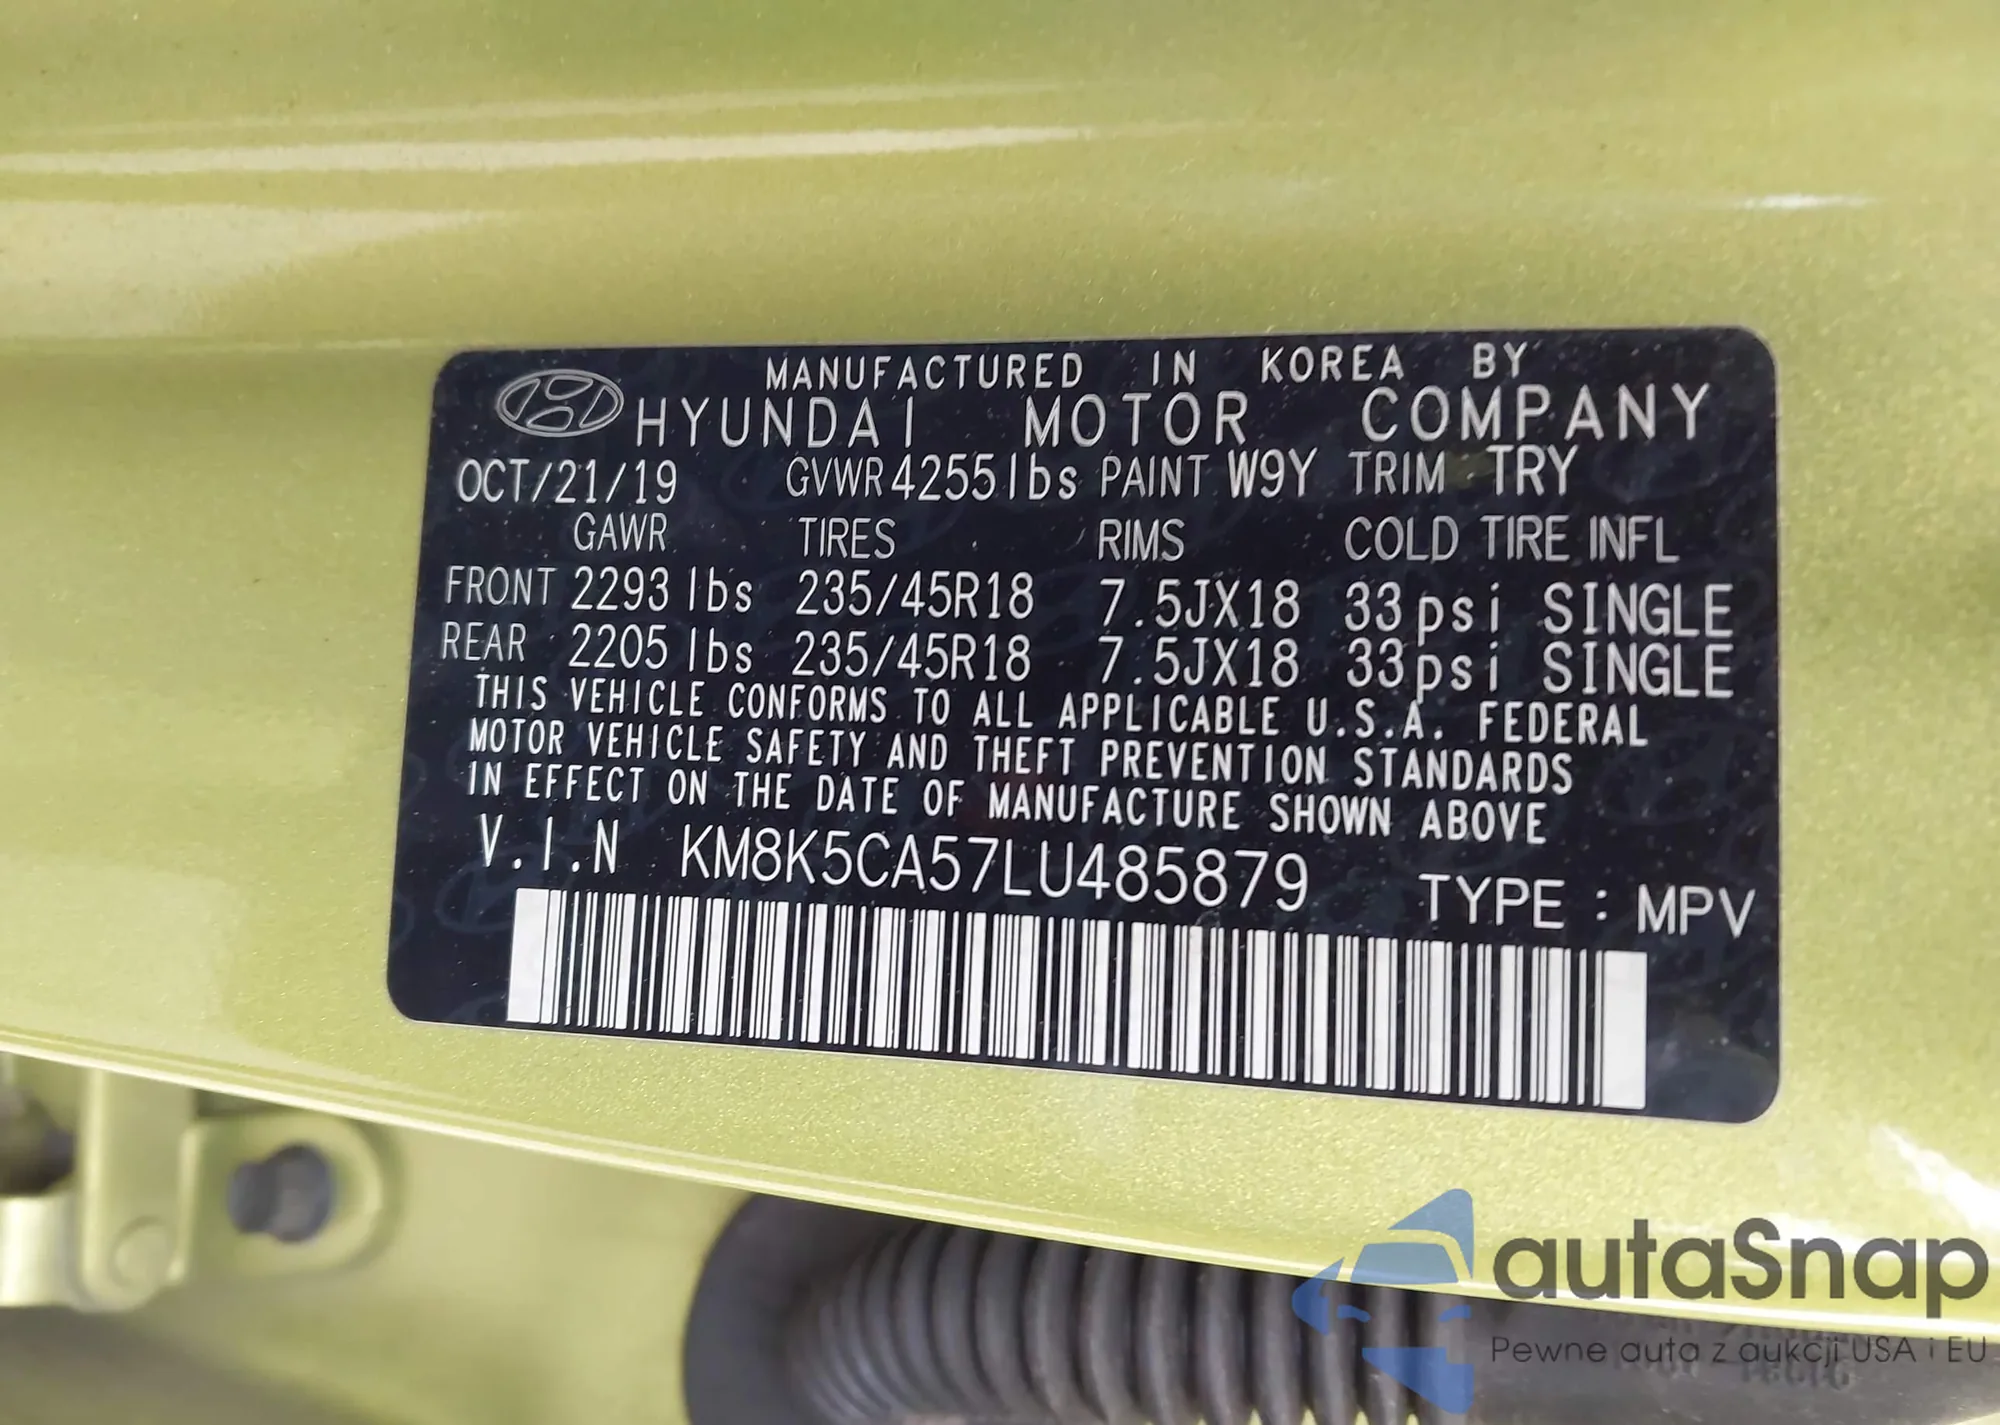 MANUFACTURED IN KOREA BY
HYUNDAI MOTOR COMPANY
OCT/21/19 GVWR 4255lbs PAINT W9Y TRIM TRY
GAWR TIRES RIMS COLD TIRE INFL
FRONT 2293 lbs 235/45R18 7.5JX18 33psi SINGLE
REAR 2205 lbs 235/45R18 7.5JX18 33psi SINGLE
THIS VEHICLE CONFORMS TO ALL APPLICABLE U.S.A. FEDERAL
MOTOR VEHICLE SAFETY AND THEFT PREVENTION STANDARDS
IN EFFECT ON THE DATE OF MANUFACTURE SHOWN ABOVE
V.I.N KM8K5CA57LU485879 TYPE : MPV
autaSnap
Pewne auta z aukcji USA i EU